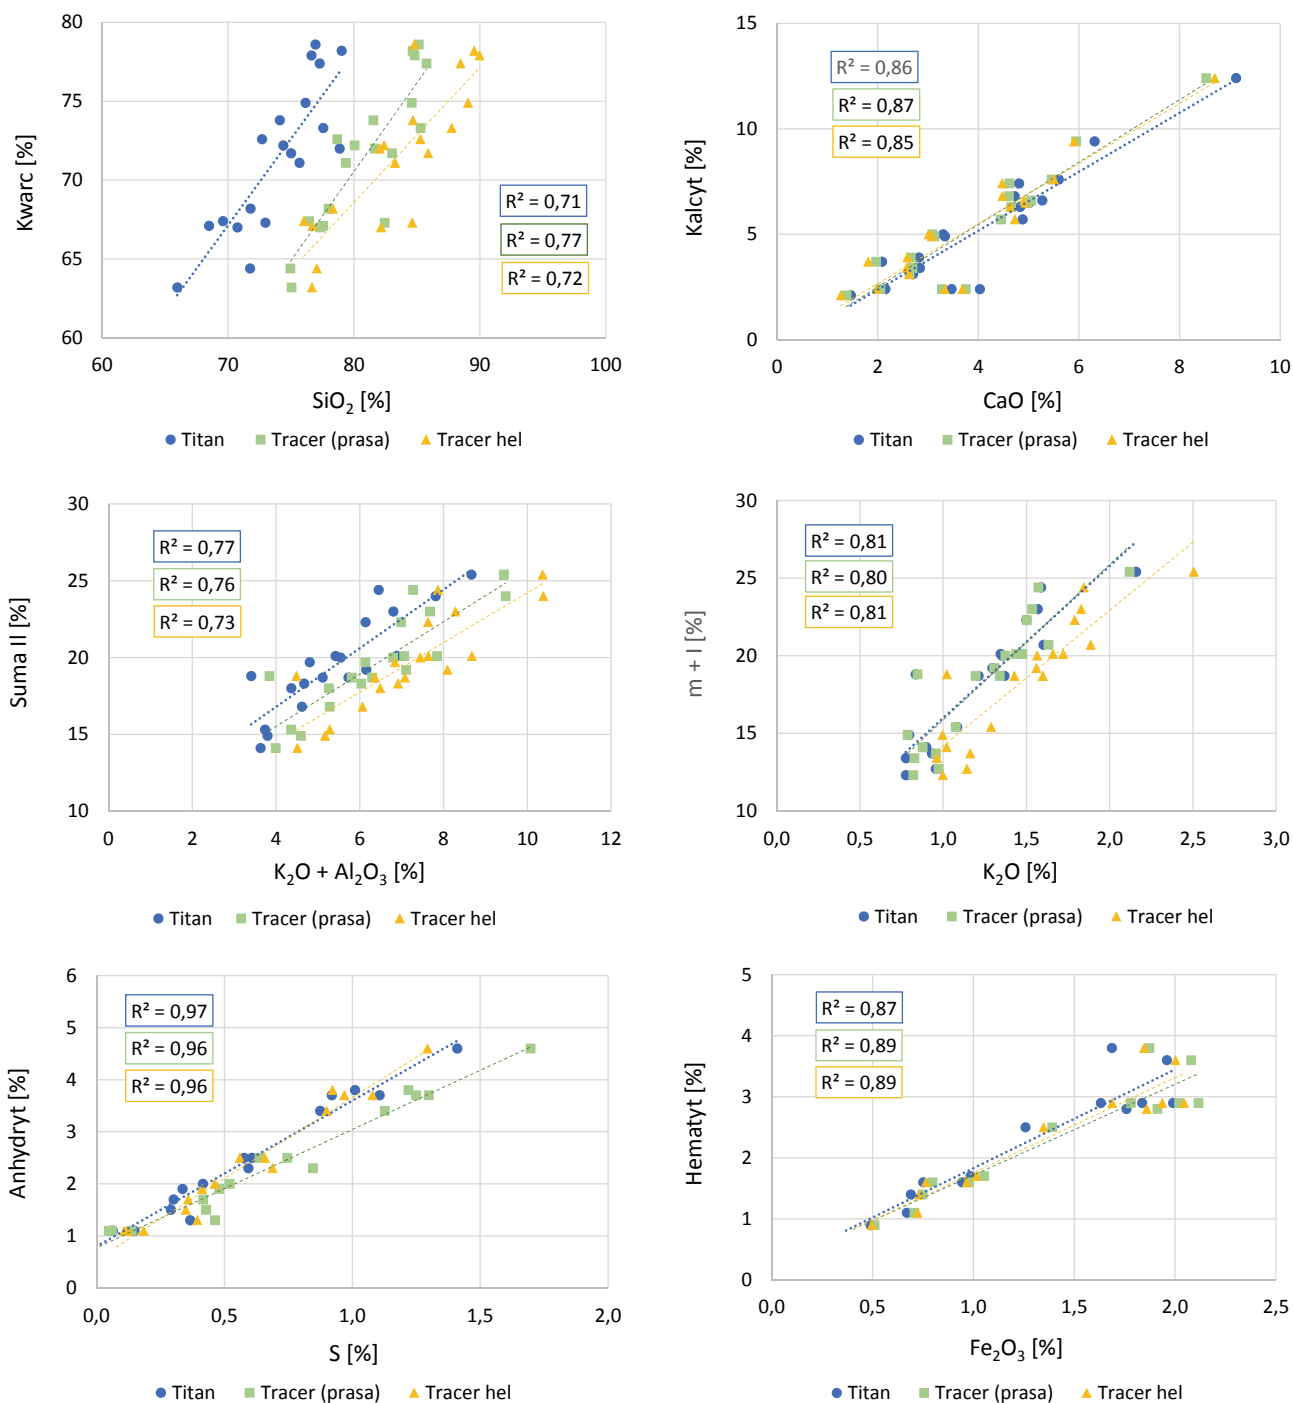 80
75
70
65
60
Kwarc [%]
R² = 0,71
R² = 0,77
R² = 0,72
60 70 80 90 100
SiO₂ [%]
Titan Tracer (prasa) Tracer hel
15
10
5
0
Kalcyt [%]
R² = 0,86
R² = 0,87
R² = 0,85
0 2 4 6 8 10
CaO [%]
Titan Tracer (prasa) Tracer hel
30
25
20
15
10
Suma II [%]
R² = 0,77
R² = 0,76
R² = 0,73
0 2 4 6 8 10 12
K₂O + Al₂O₃ [%]
Titan Tracer (prasa) Tracer hel
30
25
20
15
10
m + I [%]
R² = 0,81
R² = 0,80
R² = 0,81
0,0 0,5 1,0 1,5 2,0 2,5 3,0
K₂O [%]
Titan Tracer (prasa) Tracer hel
6
5
4
3
2
1
0
Anhydryt [%]
R² = 0,97
R² = 0,96
R² = 0,96
0,0 0,5 1,0 1,5 2,0
S [%]
Titan Tracer (prasa) Tracer hel
5
4
3
2
1
0
Hematyt [%]
R² = 0,87
R² = 0,89
R² = 0,89
0,0 0,5 1,0 1,5 2,0 2,5
Fe₂O₃ [%]
Titan Tracer (prasa) Tracer hel